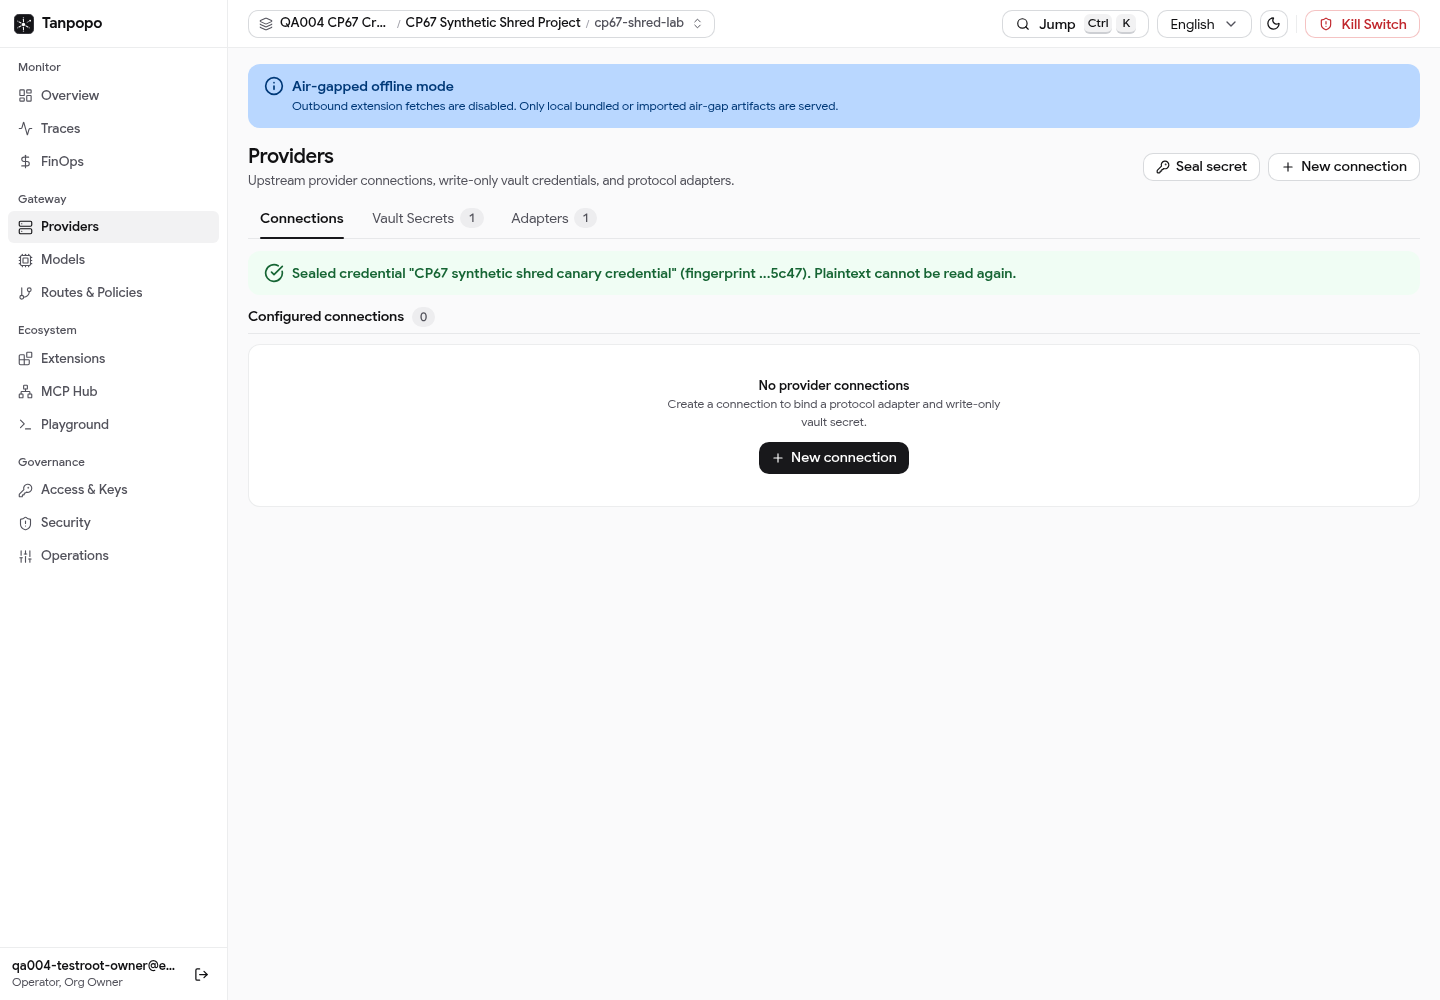 Tanpopo
QA004 CP67 Cr... / CP67 Synthetic Shred Project / cp67-shred-lab
Jump Ctrl K
English
Kill Switch
Monitor
Overview
Traces
FinOps
Gateway
Providers
Models
Routes & Policies
Ecosystem
Extensions
MCP Hub
Playground
Governance
Access & Keys
Security
Operations
qa004-testroot-owner@e...
Operator, Org Owner
Air-gapped offline mode
Outbound extension fetches are disabled. Only local bundled or imported air-gap artifacts are served.
Providers
Upstream provider connections, write-only vault credentials, and protocol adapters.
Seal secret
New connection
Connections
Vault Secrets 1
Adapters 1
Sealed credential "CP67 synthetic shred canary credential" (fingerprint ...5c47). Plaintext cannot be read again.
Configured connections 0
No provider connections
Create a connection to bind a protocol adapter and write-only
vault secret.
New connection